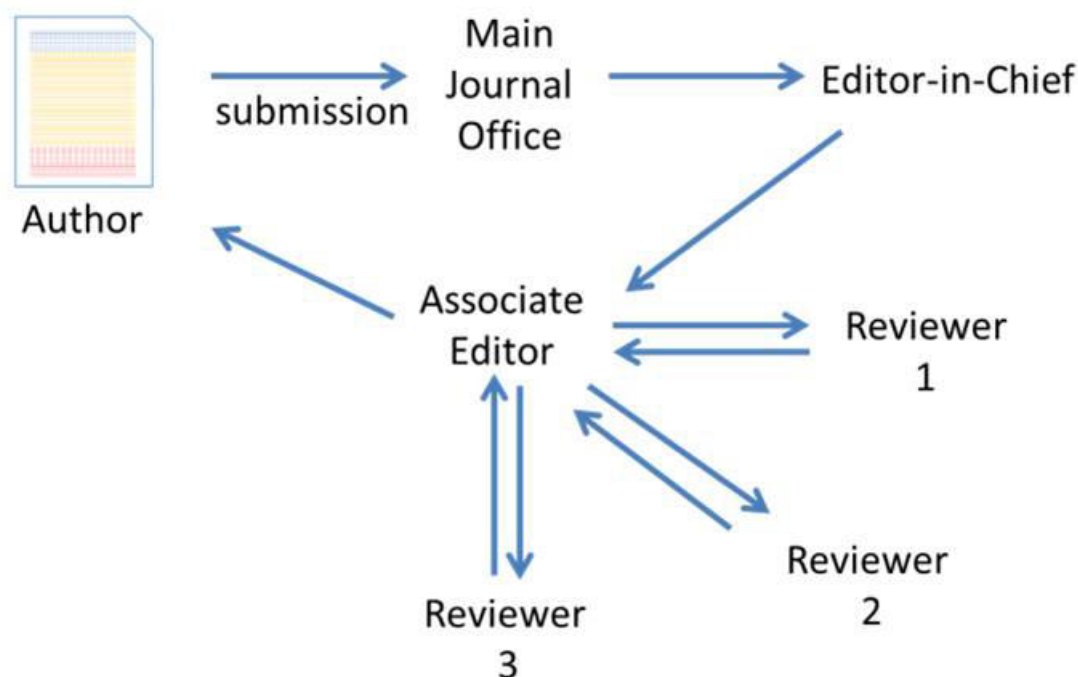 Main
Journal
Office
submission
Editor-in-Chief
Author
Associate
Editor
Reviewer
1
Reviewer
2
Reviewer
3